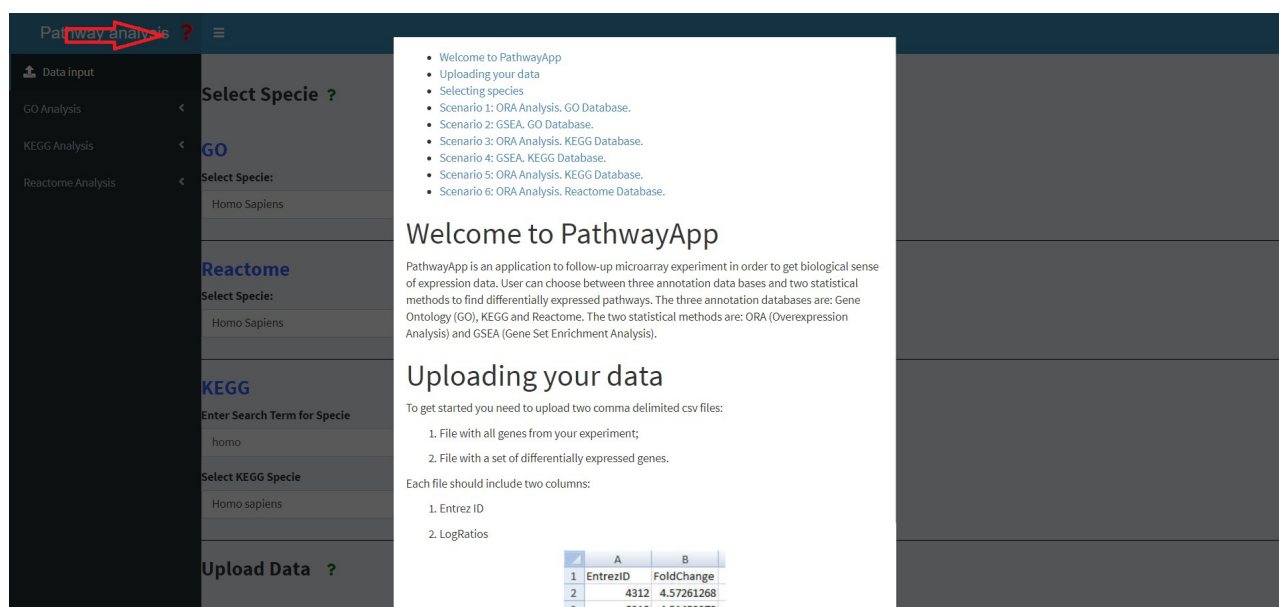 Pathway analysis ?
Data input
GO Analysis
KEGG Analysis
Reactome Analysis
Select Specie ?
GO
Select Specie:
Homo Sapiens
Reactome
Select Specie:
Homo Sapiens
KEGG
Enter Search Term for Specie
homo
Select KEGG Specie
Homo sapiens
Upload Data ?
Welcome to PathwayApp
Uploading your data
Selecting species
Scenario 1: ORA Analysis. GO Database.
Scenario 2: GSEA. GO Database.
Scenario 3: ORA Analysis. KEGG Database.
Scenario 4: GSEA. KEGG Database.
Scenario 5: ORA Analysis. KEGG Database.
Scenario 6: ORA Analysis. Reactome Database.
Welcome to PathwayApp
PathwayApp is an application to follow-up microarray experiment in order to get biological sense
of expression data. User can choose between three annotation data bases and two statistical
methods to find differentially expressed pathways. The three annotation databases are: Gene
Ontology (GO), KEGG and Reactome. The two statistical methods are: ORA (Overexpression
Analysis) and GSEA (Gene Set Enrichment Analysis).
Uploading your data
To get started you need to upload two comma delimited csv files:
1. File with all genes from your experiment;
2. File with a set of differentially expressed genes.
Each file should include two columns:
1. Entrez ID
2. LogRatios
A B
1 EntrezID FoldChange
2 4312 4.57261268